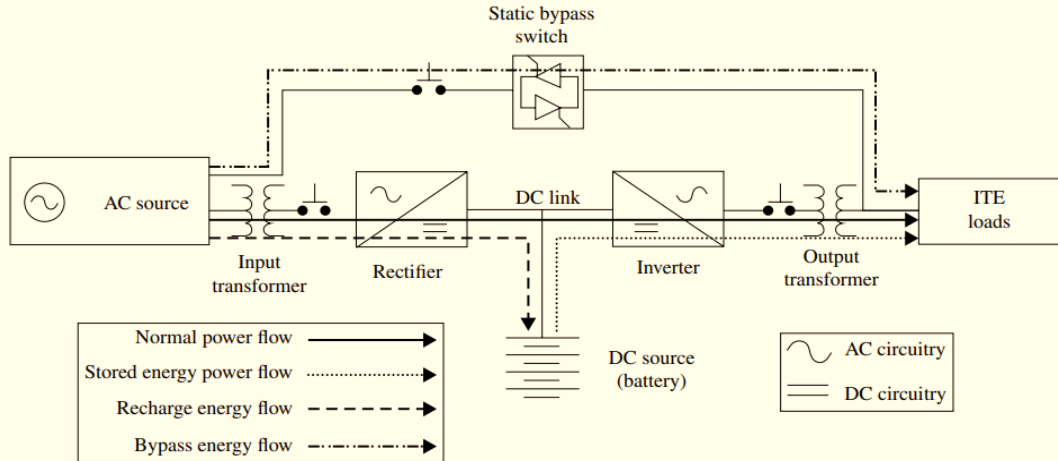 Static bypass
switch
AC source
DC link
ITE
loads
Input
transformer
Rectifier
Inverter
Output
transformer
Normal power flow
Stored energy power flow
Recharge energy flow
Bypass energy flow
DC source
(battery)
AC circuitry
DC circuitry